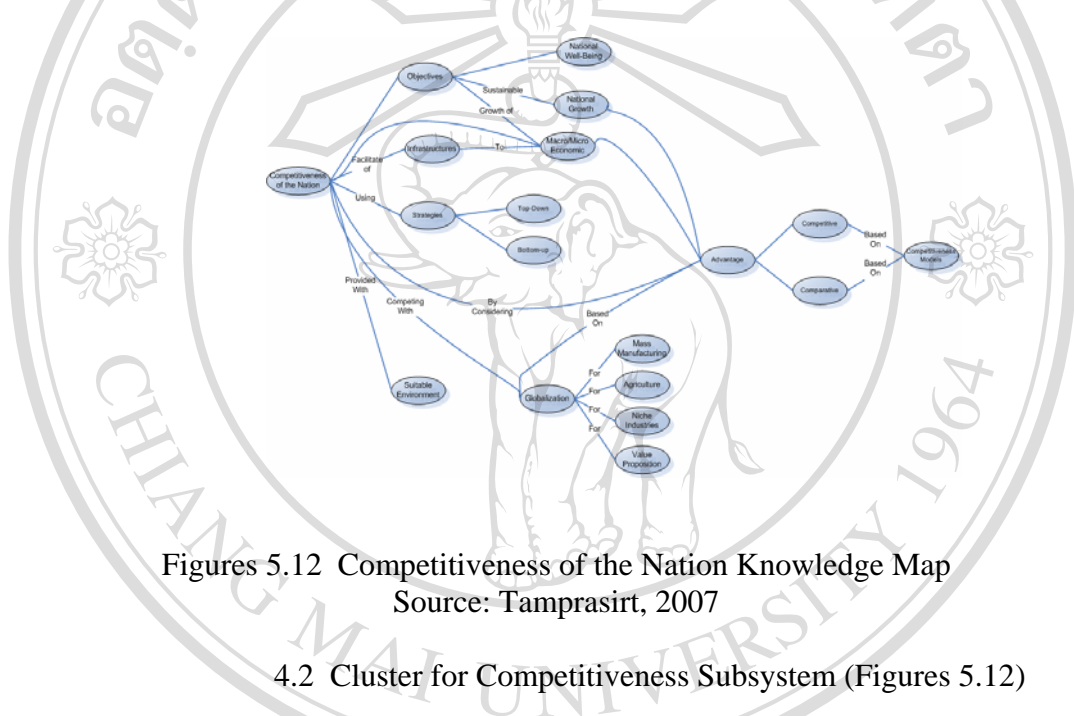 National
Well-Being
Objectives
Sustainable
National
Growth
Growth of
Macro/Micro
Economic
Infrastructures
To
Facilitate
of
Competitiveness
of the Nation
Using
Strategies
Top-Down
Bottom-up
Competitive
Based
On
Advantage
Models
Based
On
Comparative
Provided
With
Competing
With
By
Considering
Based
On
Mass
Manufacturing
For
Suitable
Environment
Globalization
For
Agriculture
For
Niche
Industries
For
Value
Proposition
Figures 5.12 Competitiveness of the Nation Knowledge Map
Source: Tamprasirt, 2007
4.2 Cluster for Competitiveness Subsystem (Figures 5.12)
CHIANG MAI UNIVERSITY 1964